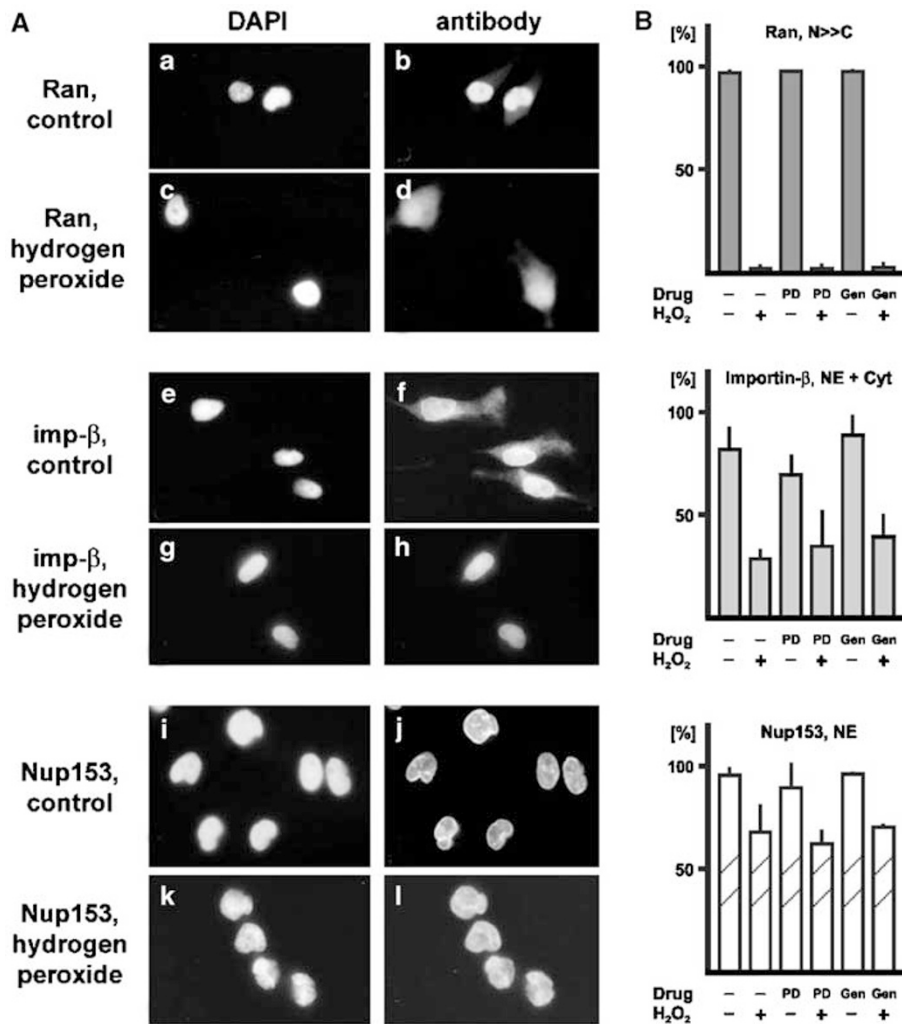 A
DAPI
antibody
Ran,
control
a
b
Ran,
hydrogen
peroxide
c
d
imp-β,
control
e
f
imp-β,
hydrogen
peroxide
g
h
Nup153,
control
i
j
Nup153,
hydrogen
peroxide
k
l
B
[%]
Ran, N>>C
100
50
Drug – – PD PD Gen Gen
H₂O₂ – + – + – +
[%]
Importin-β, NE + Cyt
100
50
Drug – – PD PD Gen Gen
H₂O₂ – + – + – +
[%]
Nup153, NE
100
50
Drug – – PD PD Gen Gen
H₂O₂ – + – + – +